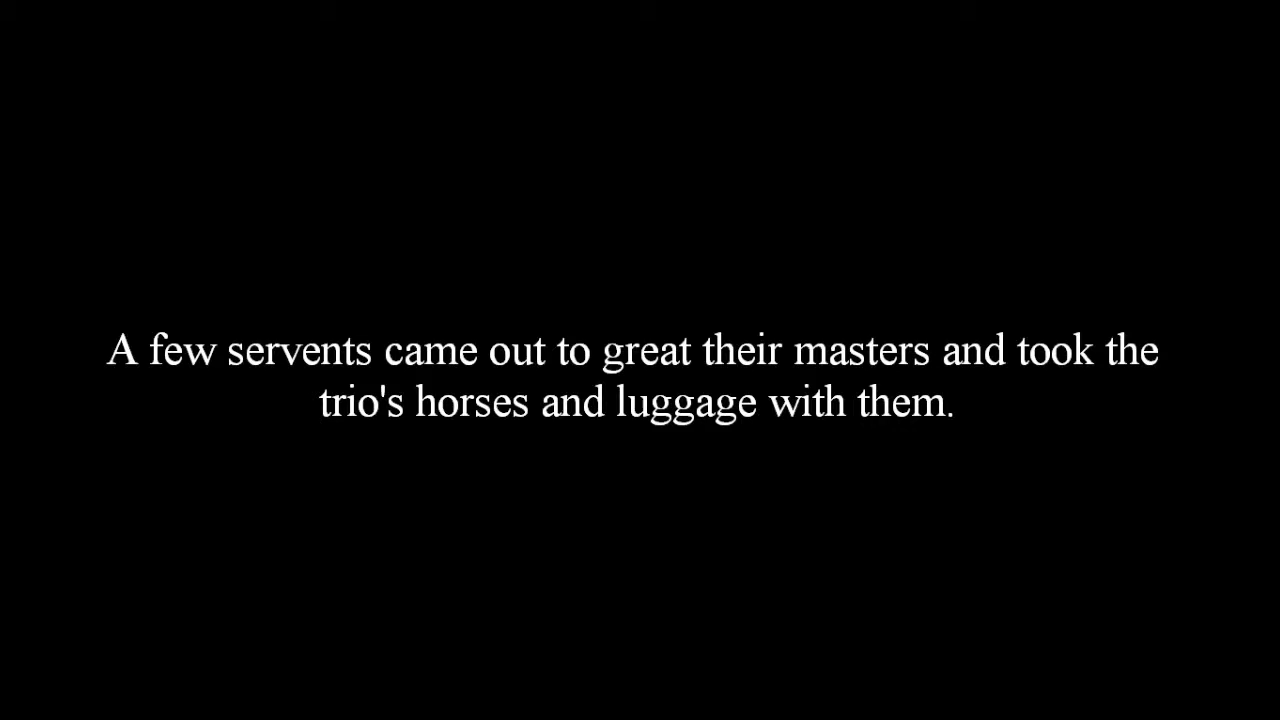 A few servents came out to great their masters and took the
trio's horses and luggage with them.